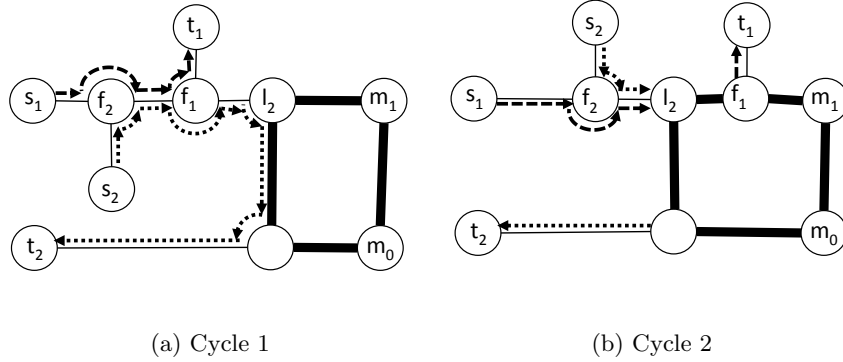 t₁
s₁ f₂ f₁ l₂ m₁
s₂
t₂ m₀
(a) Cycle 1
s₂ t₁
s₁ f₂ l₂ f₁ m₁
t₂ m₀
(b) Cycle 2